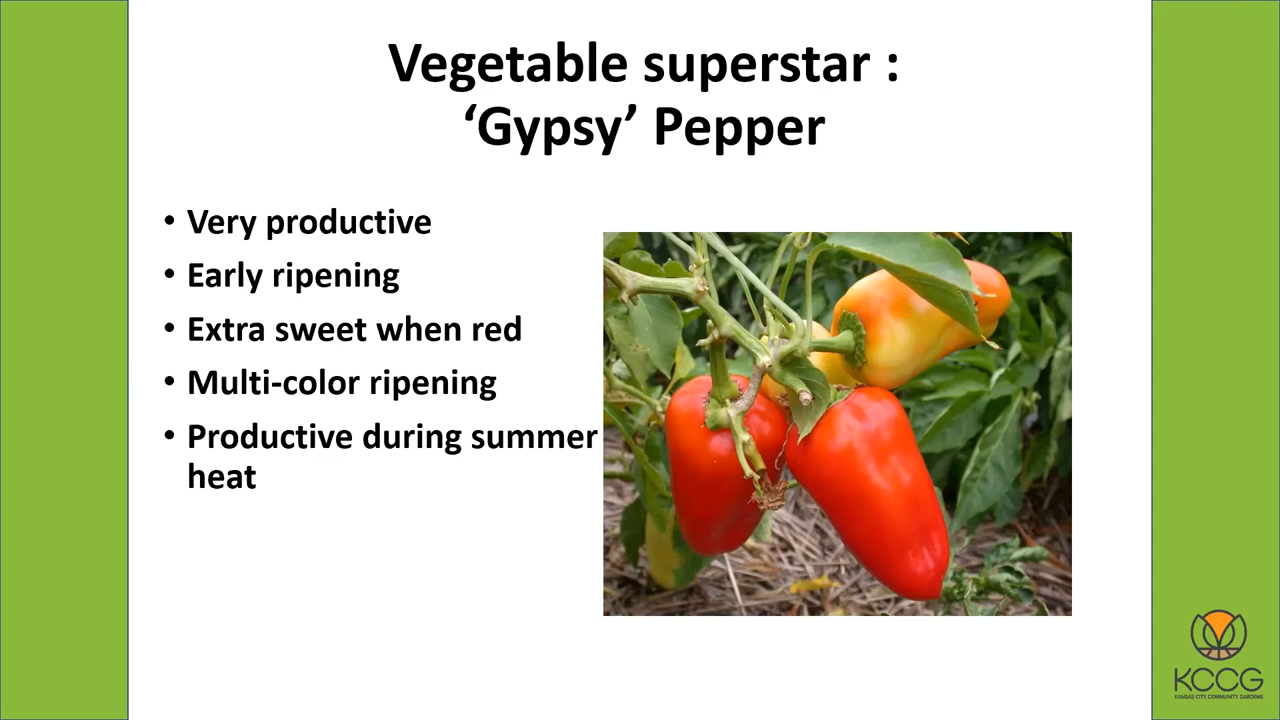 Vegetable superstar :
‘Gypsy’ Pepper
• Very productive
• Early ripening
• Extra sweet when red
• Multi-color ripening
• Productive during summer
heat
KCCG
KANSAS CITY COMMUNITY GARDENS